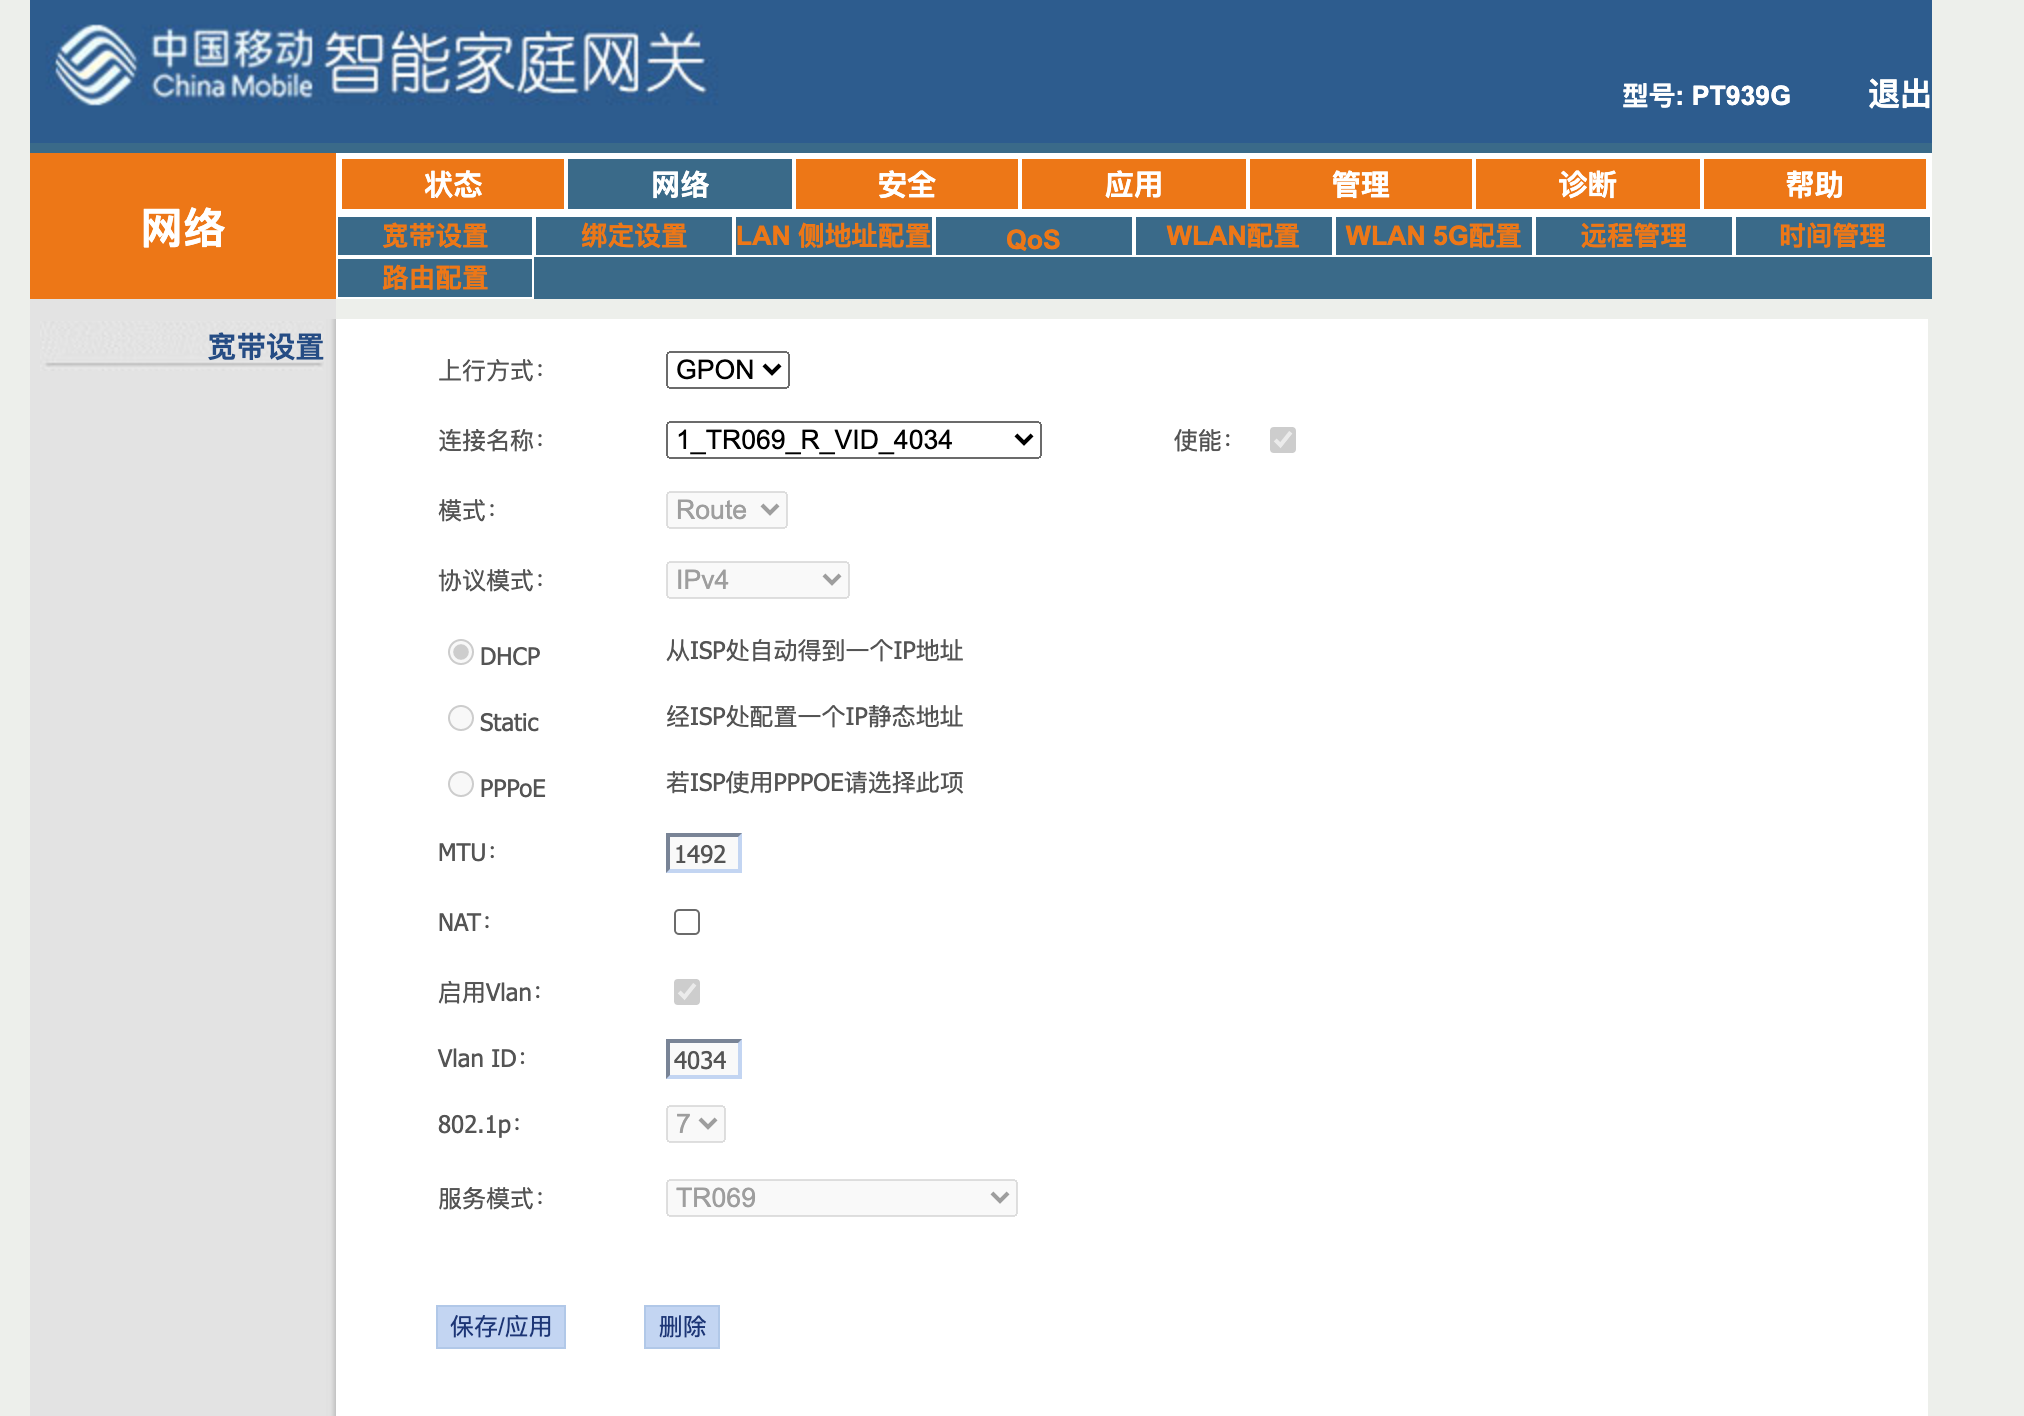 中国移动
China Mobile
智能家庭网关
型号: PT939G
退出
网络
状态
网络
安全
应用
管理
诊断
帮助
宽带设置
绑定设置
LAN 侧地址配置
QoS
WLAN配置
WLAN 5G配置
远程管理
时间管理
路由配置
宽带设置
上行方式：
GPON
连接名称：
1_TR069_R_VID_4034
使能：
模式：
Route
协议模式：
IPv4
DHCP
从ISP处自动得到一个IP地址
Static
经ISP处配置一个IP静态地址
PPPoE
若ISP使用PPPOE请选择此项
MTU：
1492
NAT：
启用Vlan：
Vlan ID：
4034
802.1p：
7
服务模式：
TR069
保存/应用
删除